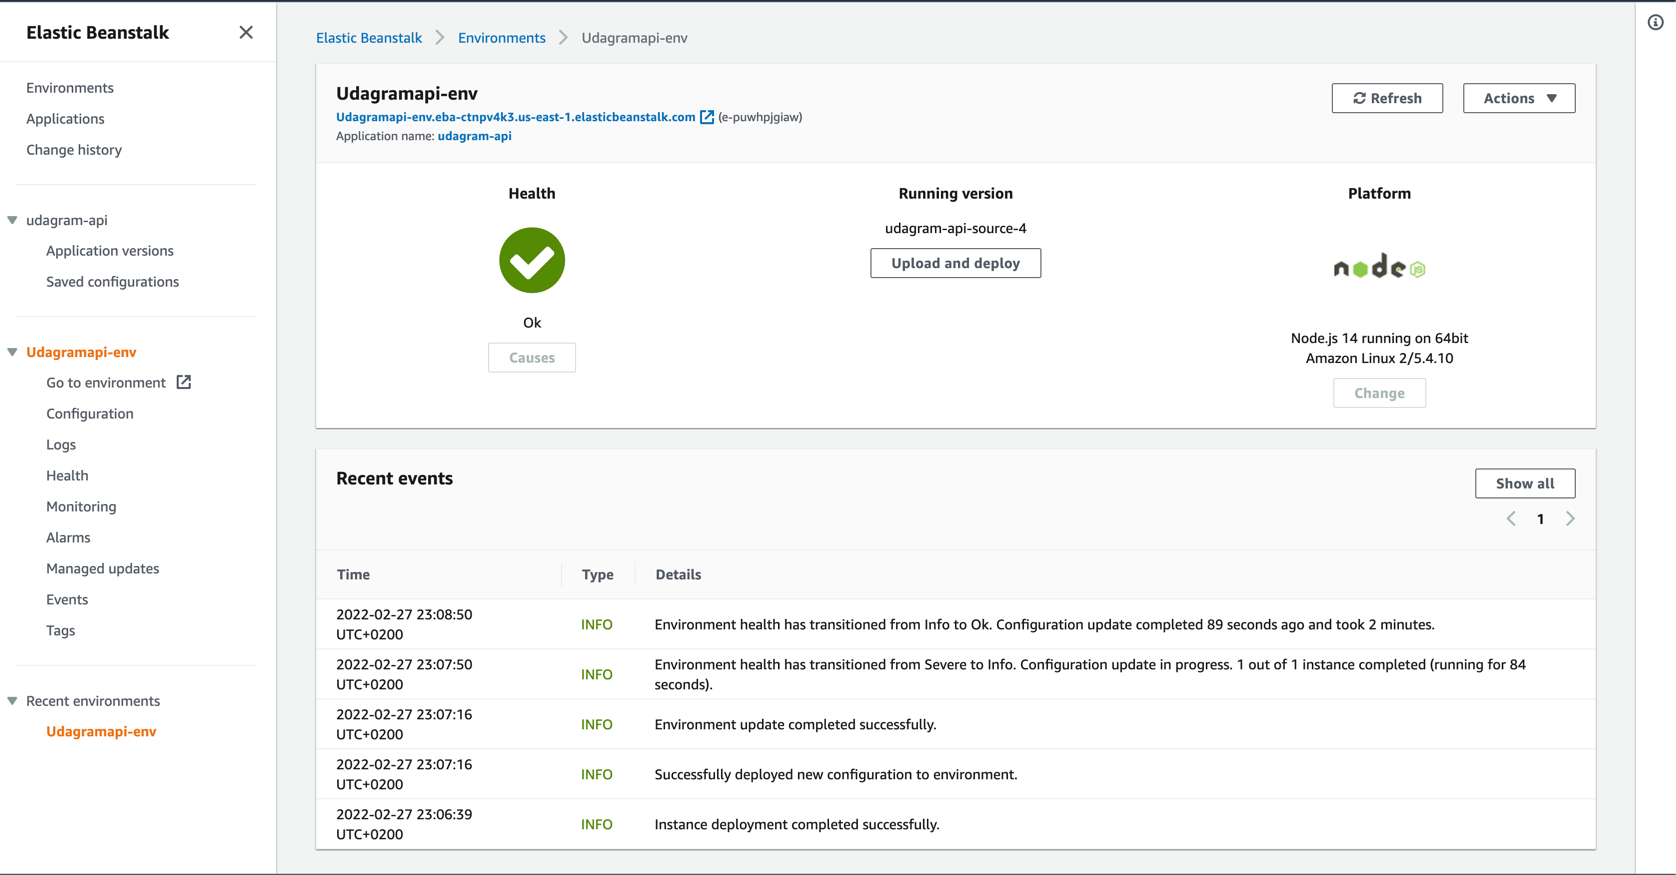 Elastic Beanstalk
Environments
Applications
Change history
udagram-api
Application versions
Saved configurations
Udagramapi-env
Go to environment
Configuration
Logs
Health
Monitoring
Alarms
Managed updates
Events
Tags
Recent environments
Udagramapi-env
Elastic Beanstalk > Environments > Udagramapi-env
Udagramapi-env
Udagramapi-env.eba-ctnpv4k3.us-east-1.elasticbeanstalk.com (e-puwhpjgiaw)
Application name: udagram-api
Refresh
Actions
Health
Ok
Causes
Running version
udagram-api-source-4
Upload and deploy
Platform
node JS
Node.js 14 running on 64bit
Amazon Linux 2/5.4.10
Change
Recent events
Show all
1
Time Type Details
2022-02-27 23:08:50
UTC+0200
INFO
Environment health has transitioned from Info to Ok. Configuration update completed 89 seconds ago and took 2 minutes.
2022-02-27 23:07:50
UTC+0200
INFO
Environment health has transitioned from Severe to Info. Configuration update in progress. 1 out of 1 instance completed (running for 84
seconds).
2022-02-27 23:07:16
UTC+0200
INFO
Environment update completed successfully.
2022-02-27 23:07:16
UTC+0200
INFO
Successfully deployed new configuration to environment.
2022-02-27 23:06:39
UTC+0200
INFO
Instance deployment completed successfully.